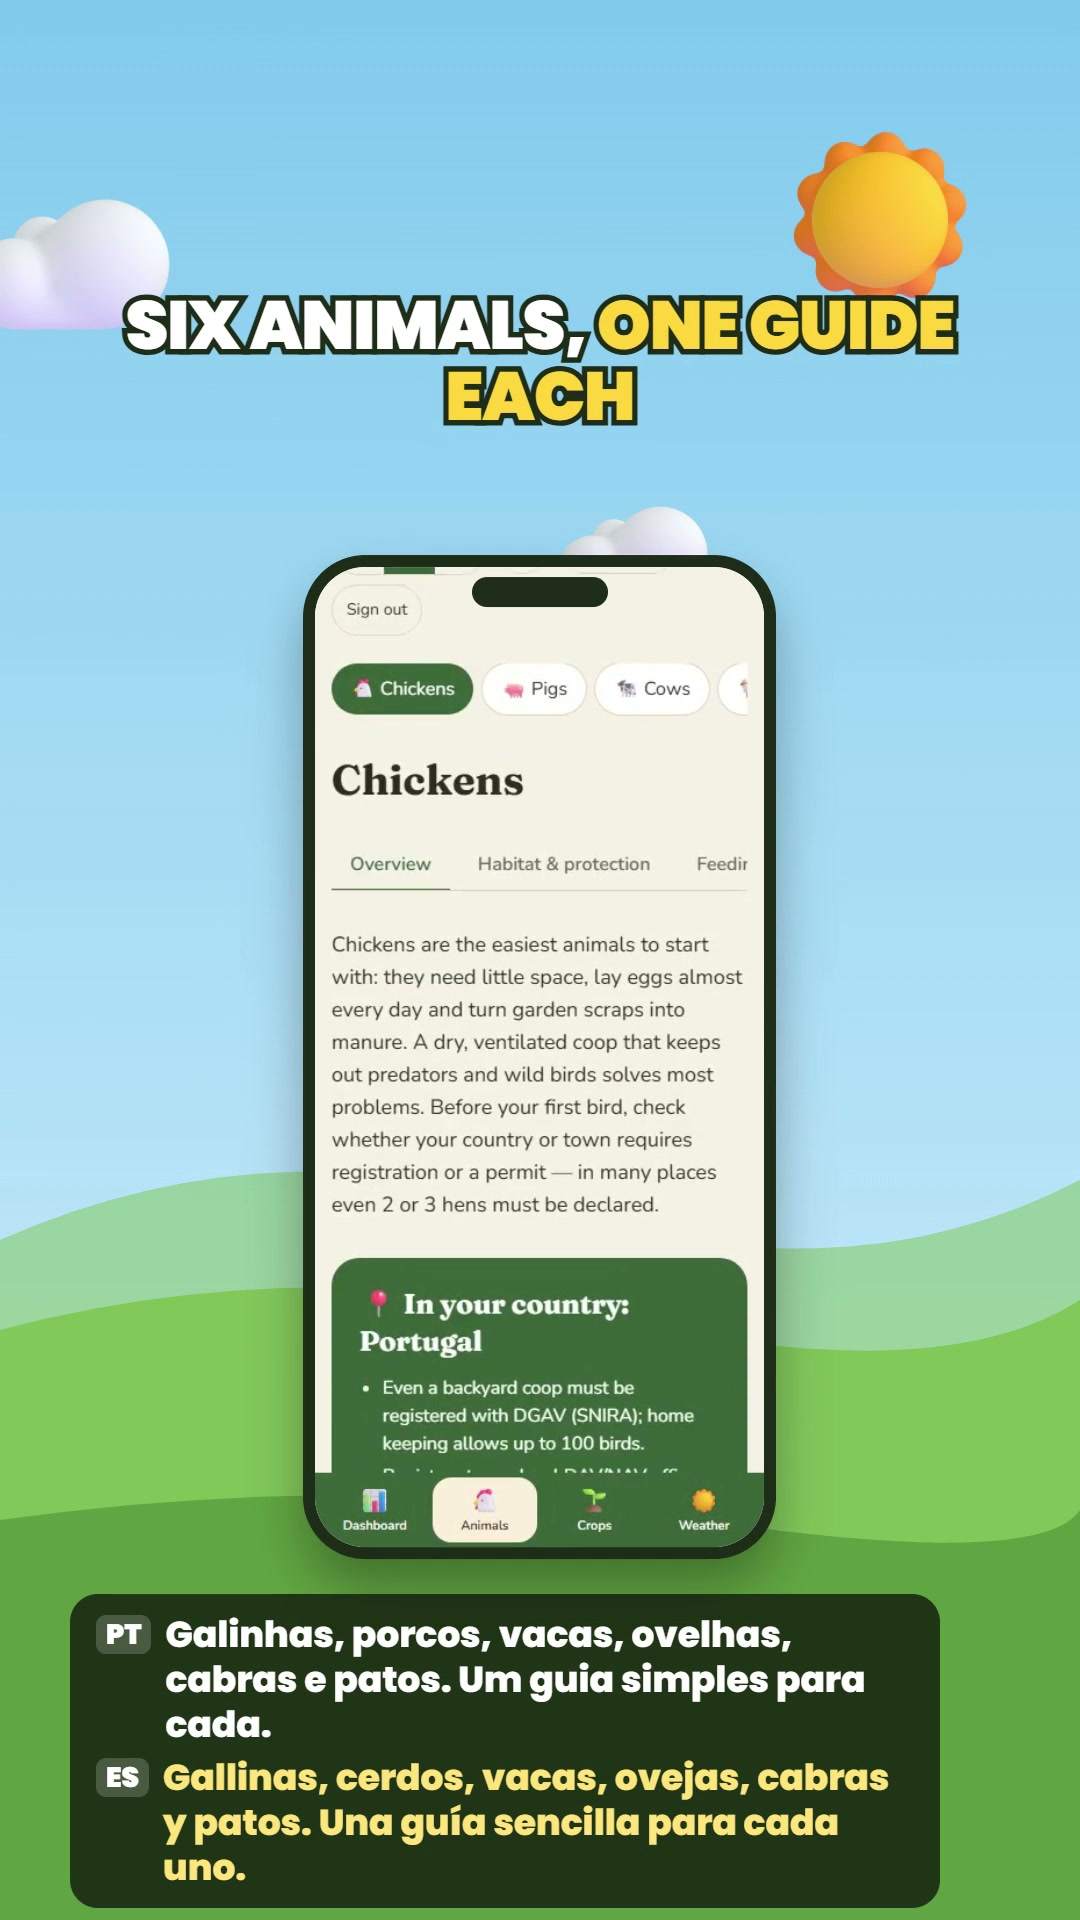 SIX ANIMALS, ONE GUIDE
EACH
Sign out
Chickens
Pigs
Cows
Chickens
Overview
Habitat & protection
Chickens are the easiest animals to start
with: they need little space, lay eggs almost
every day and turn garden scraps into
manure. A dry, ventilated coop that keeps
out predators and wild birds solves most
problems. Before your first bird, check
whether your country or town requires
registration or a permit — in many places
even 2 or 3 hens must be declared.
In your country:
Portugal
• Even a backyard coop must be
registered with DGAV (SNIRA); home
keeping allows up to 100 birds.
Dashboard
Animals
Crops
Weather
PT Galinhas, porcos, vacas, ovelhas,
cabras e patos. Um guia simples para
cada.
ES Gallinas, cerdos, vacas, ovejas, cabras
y patos. Una guía sencilla para cada
uno.